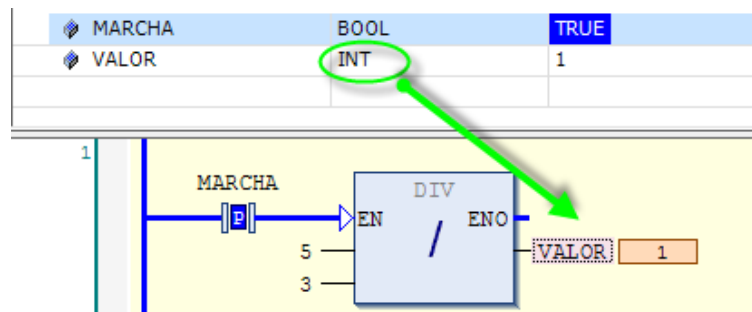 MARCHA BOOL TRUE
VALOR INT 1
1
MARCHA
DIV
P
EN ENO
5 / VALOR 1
3